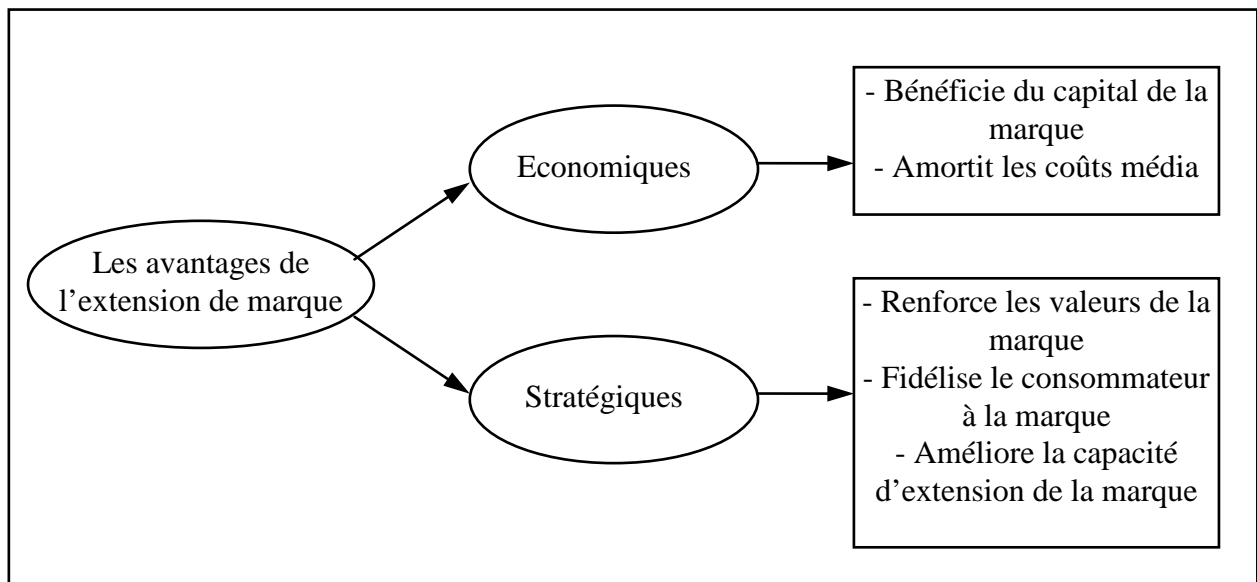 Les avantages de
l’extension de marque
Economiques
- Bénéficie du capital de la
marque
- Amortit les coûts média
Stratégiques
- Renforce les valeurs de la
marque
- Fidélise le consommateur
à la marque
- Améliore la capacité
d’extension de la marque